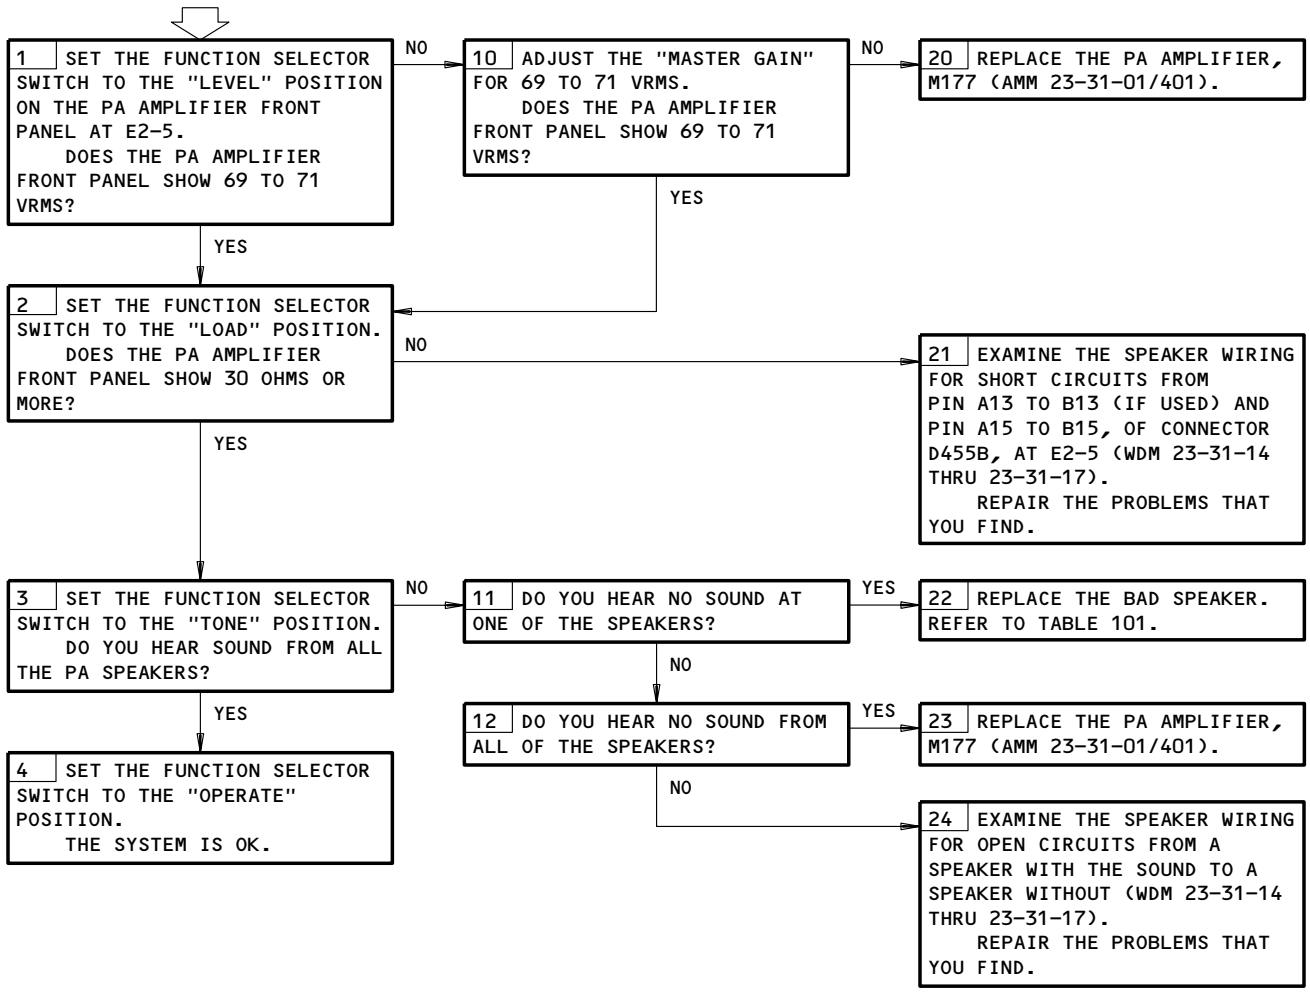 1 SET THE FUNCTION SELECTOR
SWITCH TO THE "LEVEL" POSITION
ON THE PA AMPLIFIER FRONT
PANEL AT E2-5.
DOES THE PA AMPLIFIER
FRONT PANEL SHOW 69 TO 71
VRMS?
NO
10 ADJUST THE "MASTER GAIN"
FOR 69 TO 71 VRMS.
DOES THE PA AMPLIFIER
FRONT PANEL SHOW 69 TO 71
VRMS?
NO
20 REPLACE THE PA AMPLIFIER,
M177 (AMM 23-31-01/401).
YES
YES
2 SET THE FUNCTION SELECTOR
SWITCH TO THE "LOAD" POSITION.
DOES THE PA AMPLIFIER
FRONT PANEL SHOW 30 OHMS OR
MORE?
NO
21 EXAMINE THE SPEAKER WIRING
FOR SHORT CIRCUITS FROM
PIN A13 TO B13 (IF USED) AND
PIN A15 TO B15, OF CONNECTOR
D455B, AT E2-5 (WDM 23-31-14
THRU 23-31-17).
REPAIR THE PROBLEMS THAT
YOU FIND.
YES
3 SET THE FUNCTION SELECTOR
SWITCH TO THE "TONE" POSITION.
DO YOU HEAR SOUND FROM ALL
THE PA SPEAKERS?
NO
11 DO YOU HEAR NO SOUND AT
ONE OF THE SPEAKERS?
YES
22 REPLACE THE BAD SPEAKER.
REFER TO TABLE 101.
NO
YES
12 DO YOU HEAR NO SOUND FROM
ALL OF THE SPEAKERS?
YES
23 REPLACE THE PA AMPLIFIER,
M177 (AMM 23-31-01/401).
4 SET THE FUNCTION SELECTOR
SWITCH TO THE "OPERATE"
POSITION.
THE SYSTEM IS OK.
NO
24 EXAMINE THE SPEAKER WIRING
FOR OPEN CIRCUITS FROM A
SPEAKER WITH THE SOUND TO A
SPEAKER WITHOUT (WDM 23-31-14
THRU 23-31-17).
REPAIR THE PROBLEMS THAT
YOU FIND.